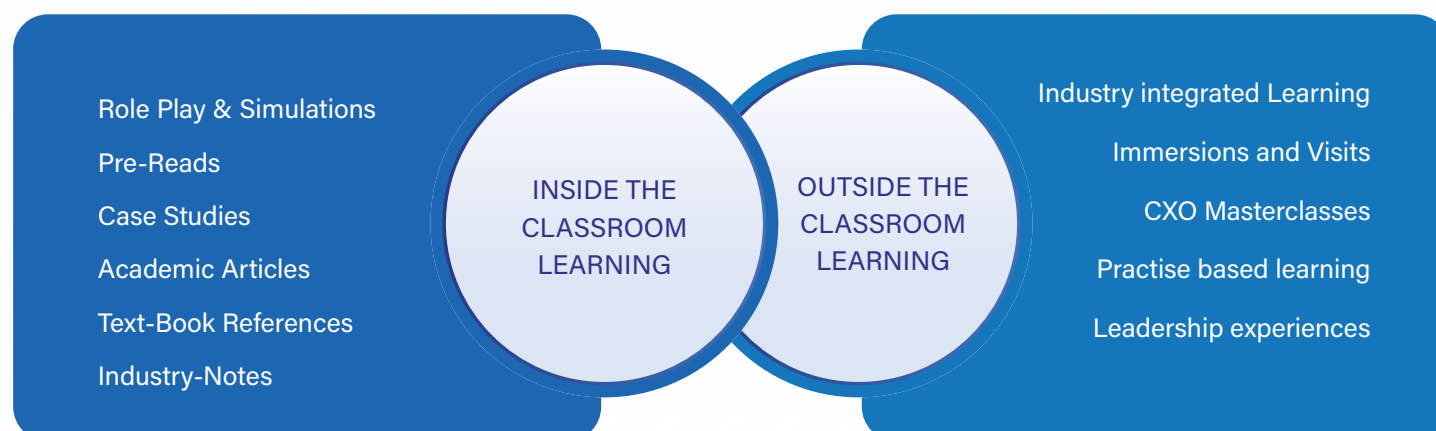 Role Play & Simulations
Pre-Reads
Case Studies
Academic Articles
Text-Book References
Industry-Notes
INSIDE THE
CLASSROOM
LEARNING
OUTSIDE THE
CLASSROOM
LEARNING
Industry integrated Learning
Immersions and Visits
CXO Masterclasses
Practise based learning
Leadership experiences